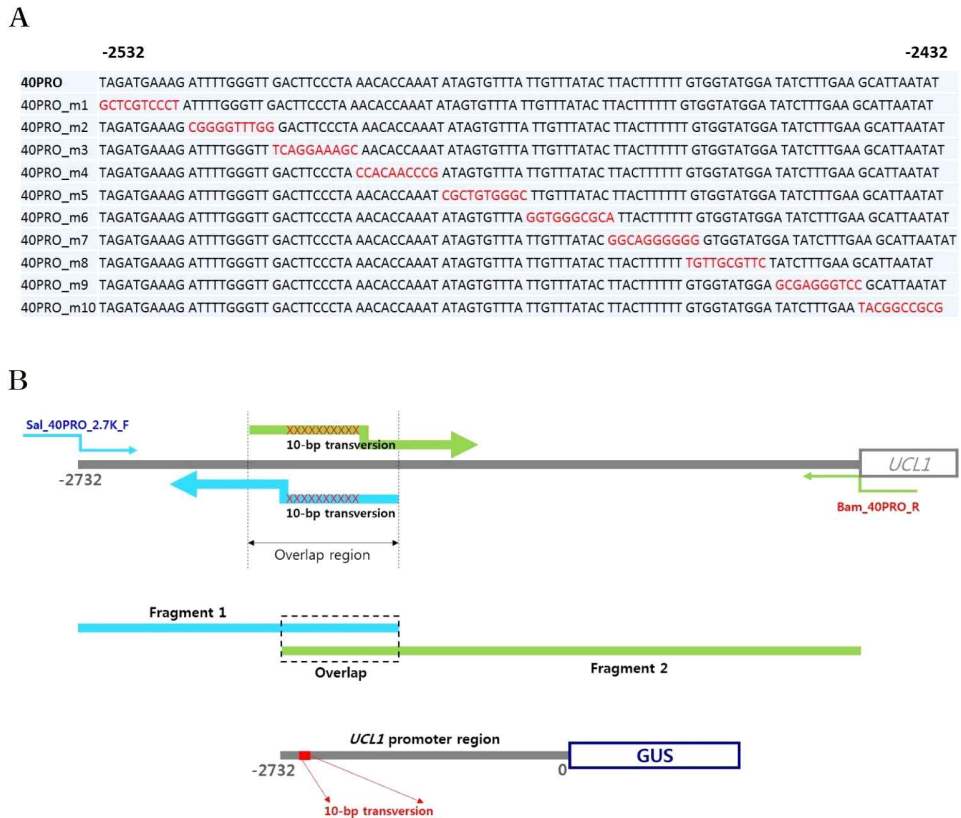 A
-2532 -2432
40PRO TAGATGAAAG ATTTTGGGTT GACTTCCCTA AACACCAAAT ATAGTGTTTA TTGTTTATAC TTACTTTTTT GTGGTATGGA TATCTTTGAA GCATTAATAT
40PRO_m1 GCTCGTCCCT ATTTTGGGTT GACTTCCCTA AACACCAAAT ATAGTGTTTA TTGTTTATAC TTACTTTTTT GTGGTATGGA TATCTTTGAA GCATTAATAT
40PRO_m2 TAGATGAAAG CGGGGTTTGG GACTTCCCTA AACACCAAAT ATAGTGTTTA TTGTTTATAC TTACTTTTTT GTGGTATGGA TATCTTTGAA GCATTAATAT
40PRO_m3 TAGATGAAAG ATTTTGGGTT TCAGGAAAGC AACACCAAAT ATAGTGTTTA TTGTTTATAC TTACTTTTTT GTGGTATGGA TATCTTTGAA GCATTAATAT
40PRO_m4 TAGATGAAAG ATTTTGGGTT GACTTCCCTA CCACAACCCG ATAGTGTTTA TTGTTTATAC TTACTTTTTT GTGGTATGGA TATCTTTGAA GCATTAATAT
40PRO_m5 TAGATGAAAG ATTTTGGGTT GACTTCCCTA AACACCAAAT CGCTGTGGGC TTGTTTATAC TTACTTTTTT GTGGTATGGA TATCTTTGAA GCATTAATAT
40PRO_m6 TAGATGAAAG ATTTTGGGTT GACTTCCCTA AACACCAAAT ATAGTGTTTA GGTGGGCGCA TTACTTTTTT GTGGTATGGA TATCTTTGAA GCATTAATAT
40PRO_m7 TAGATGAAAG ATTTTGGGTT GACTTCCCTA AACACCAAAT ATAGTGTTTA TTGTTTATAC GGCAGGGGGG GTGGTATGGA TATCTTTGAA GCATTAATAT
40PRO_m8 TAGATGAAAG ATTTTGGGTT GACTTCCCTA AACACCAAAT ATAGTGTTTA TTGTTTATAC TTACTTTTTT TGTTGCGTTC TATCTTTGAA GCATTAATAT
40PRO_m9 TAGATGAAAG ATTTTGGGTT GACTTCCCTA AACACCAAAT ATAGTGTTTA TTGTTTATAC TTACTTTTTT GTGGTATGGA GCGAGGGTCC GCATTAATAT
40PRO_m10 TAGATGAAAG ATTTTGGGTT GACTTCCCTA AACACCAAAT ATAGTGTTTA TTGTTTATAC TTACTTTTTT GTGGTATGGA TATCTTTGAA TACGGCCGCG
B
Sal_40PRO_2.7K_F
XXXXXXXXXX
10-bp transversion
-2732
UCL1
XXXXXXXXXX
10-bp transversion
Bam_40PRO_R
Overlap region
Fragment 1
Overlap
Fragment 2
UCL1 promoter region
GUS
-2732 0
10-bp transversion